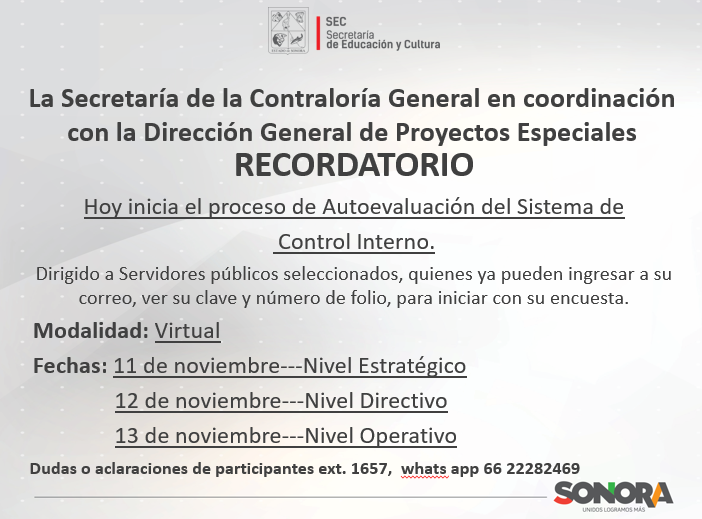 SEC
Secretaría
de Educación y Cultura
La Secretaría de la Contraloría General en coordinación
con la Dirección General de Proyectos Especiales
RECORDATORIO
Hoy inicia el proceso de Autoevaluación del Sistema de
Control Interno.
Dirigido a Servidores públicos seleccionados, quienes ya pueden ingresar a su
correo, ver su clave y número de folio, para iniciar con su encuesta.
Modalidad: Virtual
Fechas: 11 de noviembre---Nivel Estratégico
12 de noviembre---Nivel Directivo
13 de noviembre---Nivel Operativo
Dudas o aclaraciones de participantes ext. 1657, whats app 66 22282469
SONORA
UNIDOS LOGRAMOS MÁS